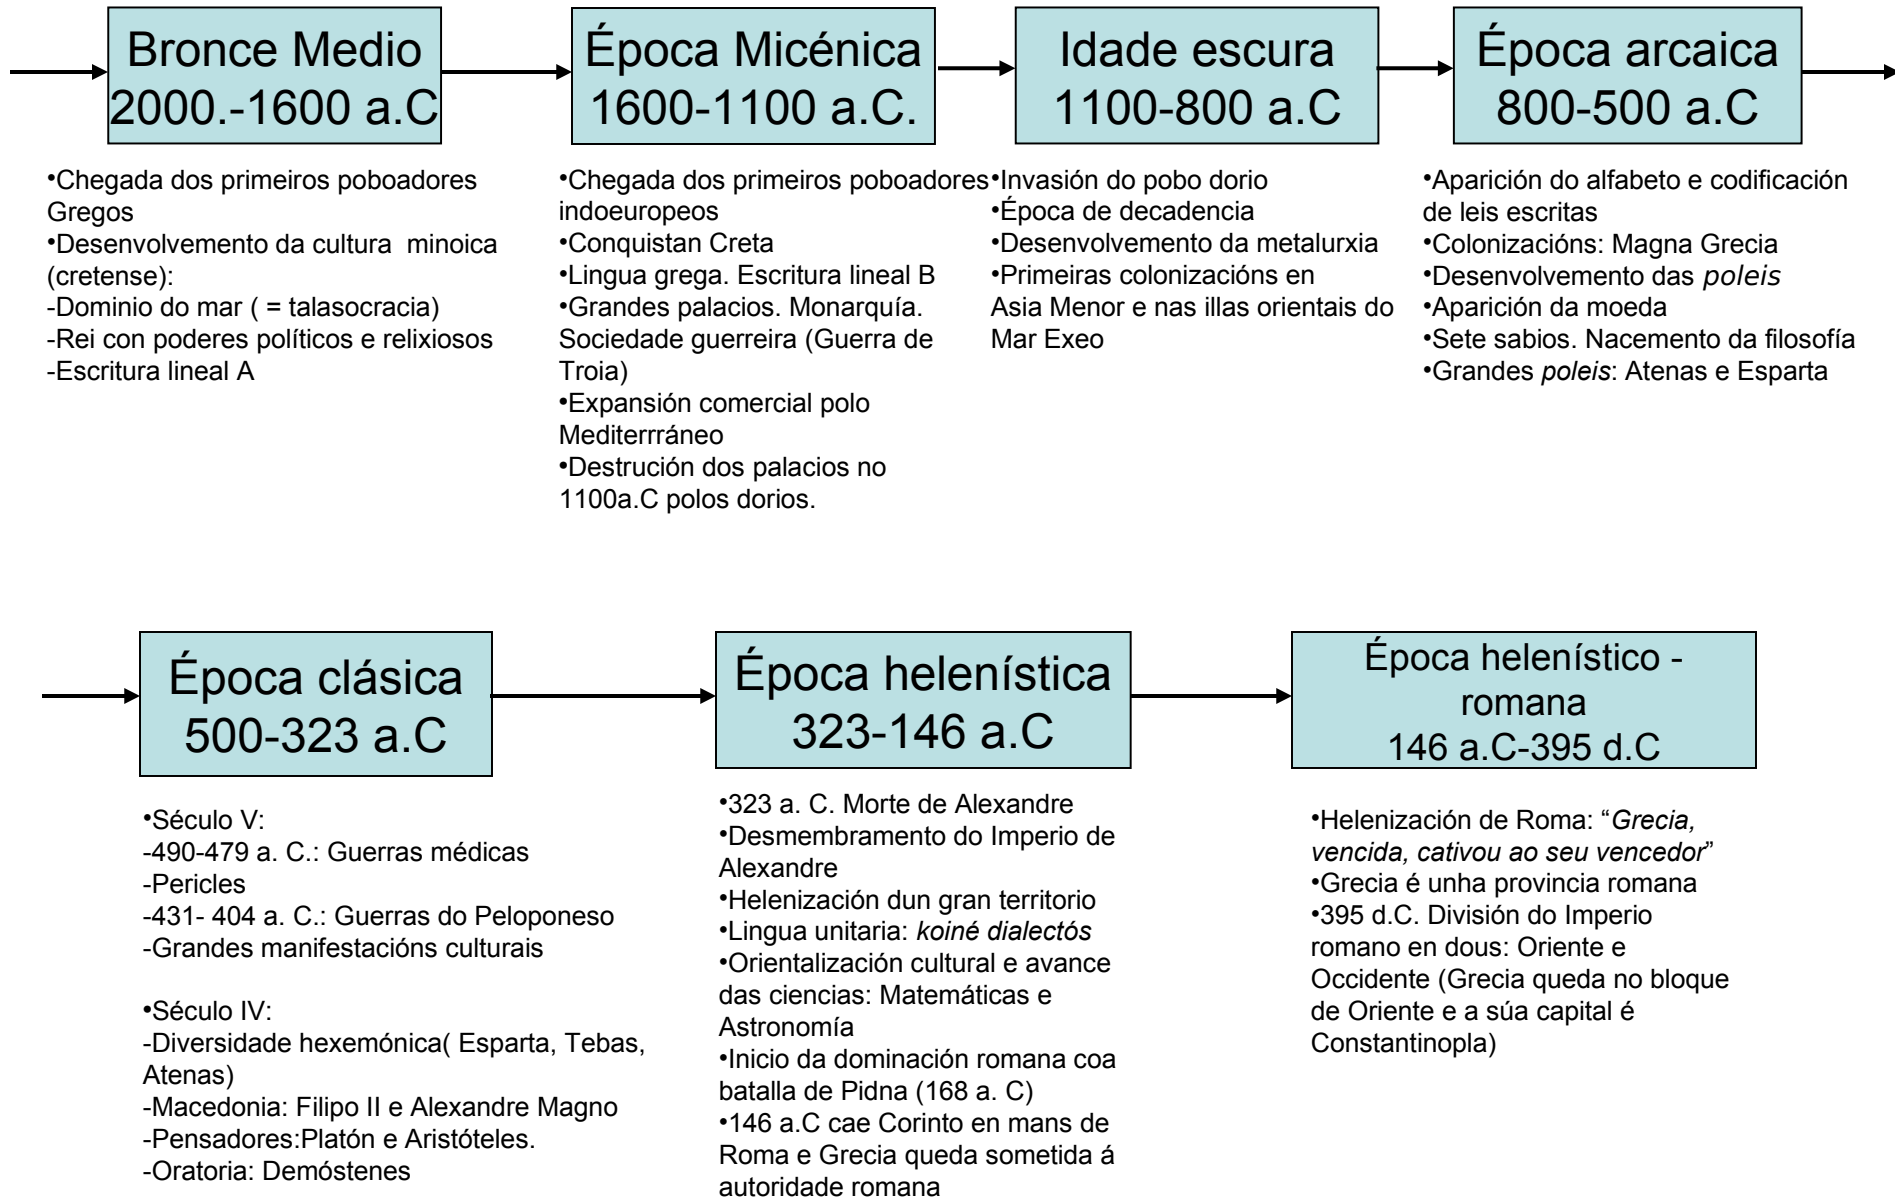 Bronce Medio
2000.-1600 a.C
•Chegada dos primeiros poboadores
Gregos
•Desenvolvemento da cultura  minoica
(cretense):
-Dominio do mar ( = talasocracia)
-Rei con poderes políticos e relixiosos
-Escritura lineal A
Época Micénica
1600-1100 a.C.
•Chegada dos primeiros poboadores
indoeuropeos
•Conquistan Creta
•Lingua grega. Escritura lineal B
•Grandes palacios. Monarquía.
Sociedade guerreira (Guerra de
Troia)
•Expansión comercial polo
Mediterrráneo
•Destrución dos palacios no
1100a.C polos dorios.
Idade escura
1100-800 a.C
•Invasión do pobo dorio
•Época de decadencia
•Desenvolvemento da metalurxia
•Primeiras colonizacións en
Asia Menor e nas illas orientais do
Mar Exeo
Época arcaica
800-500 a.C
•Aparición do alfabeto e codificación
de leis escritas
•Colonizacións: Magna Grecia
•Desenvolvemento das poleis
•Aparición da moeda
•Sete sabios. Nacemento da filosofía
•Grandes poleis: Atenas e Esparta
Época clásica
500-323 a.C
•Século V:
-490-479 a. C.: Guerras médicas
-Pericles
-431- 404 a. C.: Guerras do Peloponeso
-Grandes manifestacións culturais
•Século IV:
-Diversidade hexemónica( Esparta, Tebas,
Atenas)
-Macedonia: Filipo II e Alexandre Magno
-Pensadores:Platón e Aristóteles.
-Oratoria: Demóstenes
Época helenística
323-146 a.C
•323 a. C. Morte de Alexandre
•Desmembramento do Imperio de
Alexandre
•Helenización dun gran territorio
•Lingua unitaria: koiné dialectós
•Orientalización cultural e avance
das ciencias: Matemáticas e
Astronomía
•Inicio da dominación romana coa
batalla de Pidna (168 a. C)
•146 a.C cae Corinto en mans de
Roma e Grecia queda sometida á
autoridade romana
Época helenístico -
romana
146 a.C-395 d.C
•Helenización de Roma: “Grecia,
vencida, cativou ao seu vencedor”
•Grecia é unha provincia romana
•395 d.C. División do Imperio
romano en dous: Oriente e
Occidente (Grecia queda no bloque
de Oriente e a súa capital é
Constantinopla)